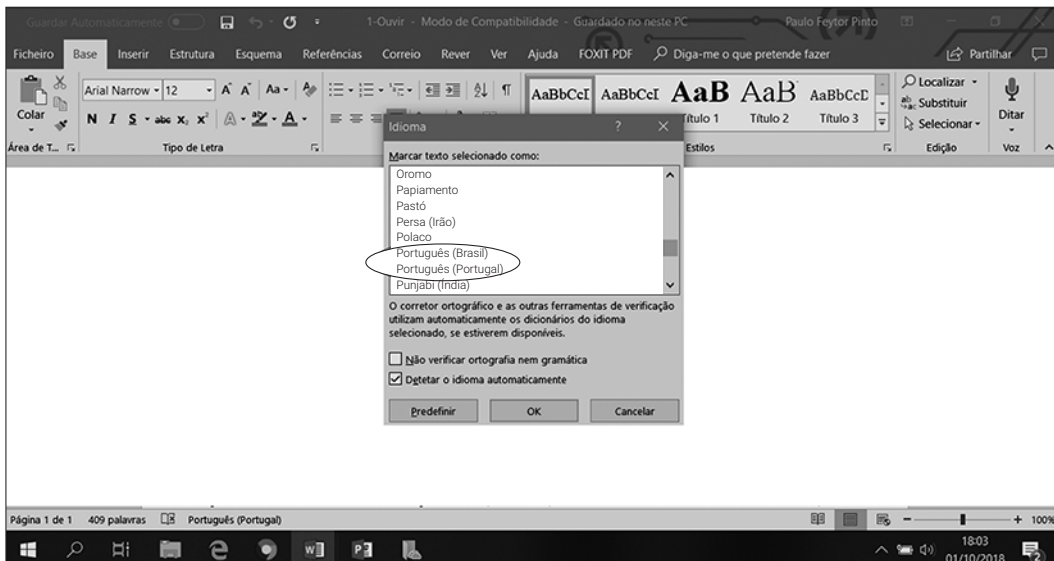 Guardar Automaticamente 1-Ouvir - Modo de Compatibilidade - Guardado no neste PC Paulo Feytor Pinto
Ficheiro Base Inserir Estrutura Esquema Referências Correio Rever Ver Ajuda FOXIT PDF Diga-me o que pretende fazer Partilhar
Colar
Arial Narrow 12 A A Aa
N I S abc X₂ X² A A
Área de T... Tipo de Letra
AaBbCcI AaBbCcI AaB AaB AaBbCcD
Título 1 Título 2 Título 3
Estilos
Localizar
Substituir
Selecionar
Edição
Ditar
Voz
Idioma ?
Marcar texto selecionado como:
Oromo
Papiamento
Pastó
Persa (Irão)
Polaco
Português (Brasil)
Português (Portugal)
Punjabi (Índia)
O corretor ortográfico e as outras ferramentas de verificação
utilizam automaticamente os dicionários do idioma
selecionado, se estiverem disponíveis.
Não verificar ortografia nem gramática
Detetar o idioma automaticamente
Predefinir OK Cancelar
Página 1 de 1 409 palavras Português (Portugal) 100%
18:03
01/10/2018